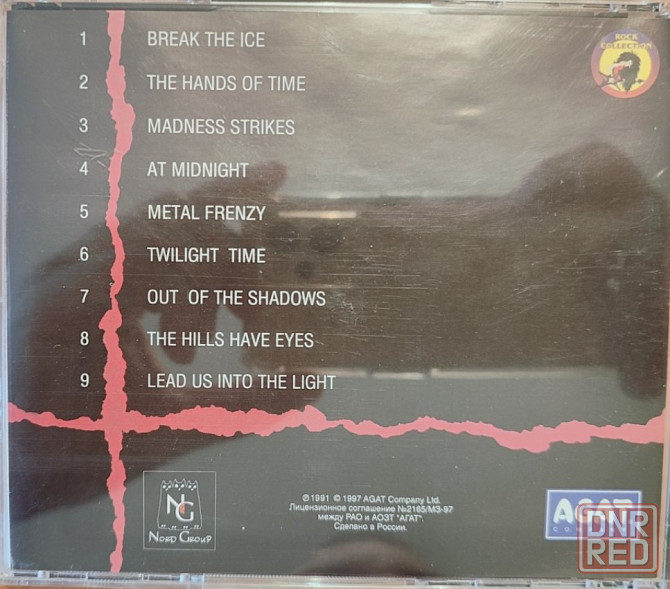 1 BREAK THE ICE
2 THE HANDS OF TIME
3 MADNESS STRIKES
4 AT MIDNIGHT
5 METAL FRENZY
6 TWILIGHT TIME
7 OUT OF THE SHADOWS
8 THE HILLS HAVE EYES
9 LEAD US INTO THE LIGHT
ROCK
COLLECTION
NG
NORD GROUP
℗1991 © 1997 AGAT Company Ltd.
Лицензионное соглашение №2165/МЗ-97
между РАО и АОЗТ "АГАТ".
Сделано в России.
AGAT
DNR
RED